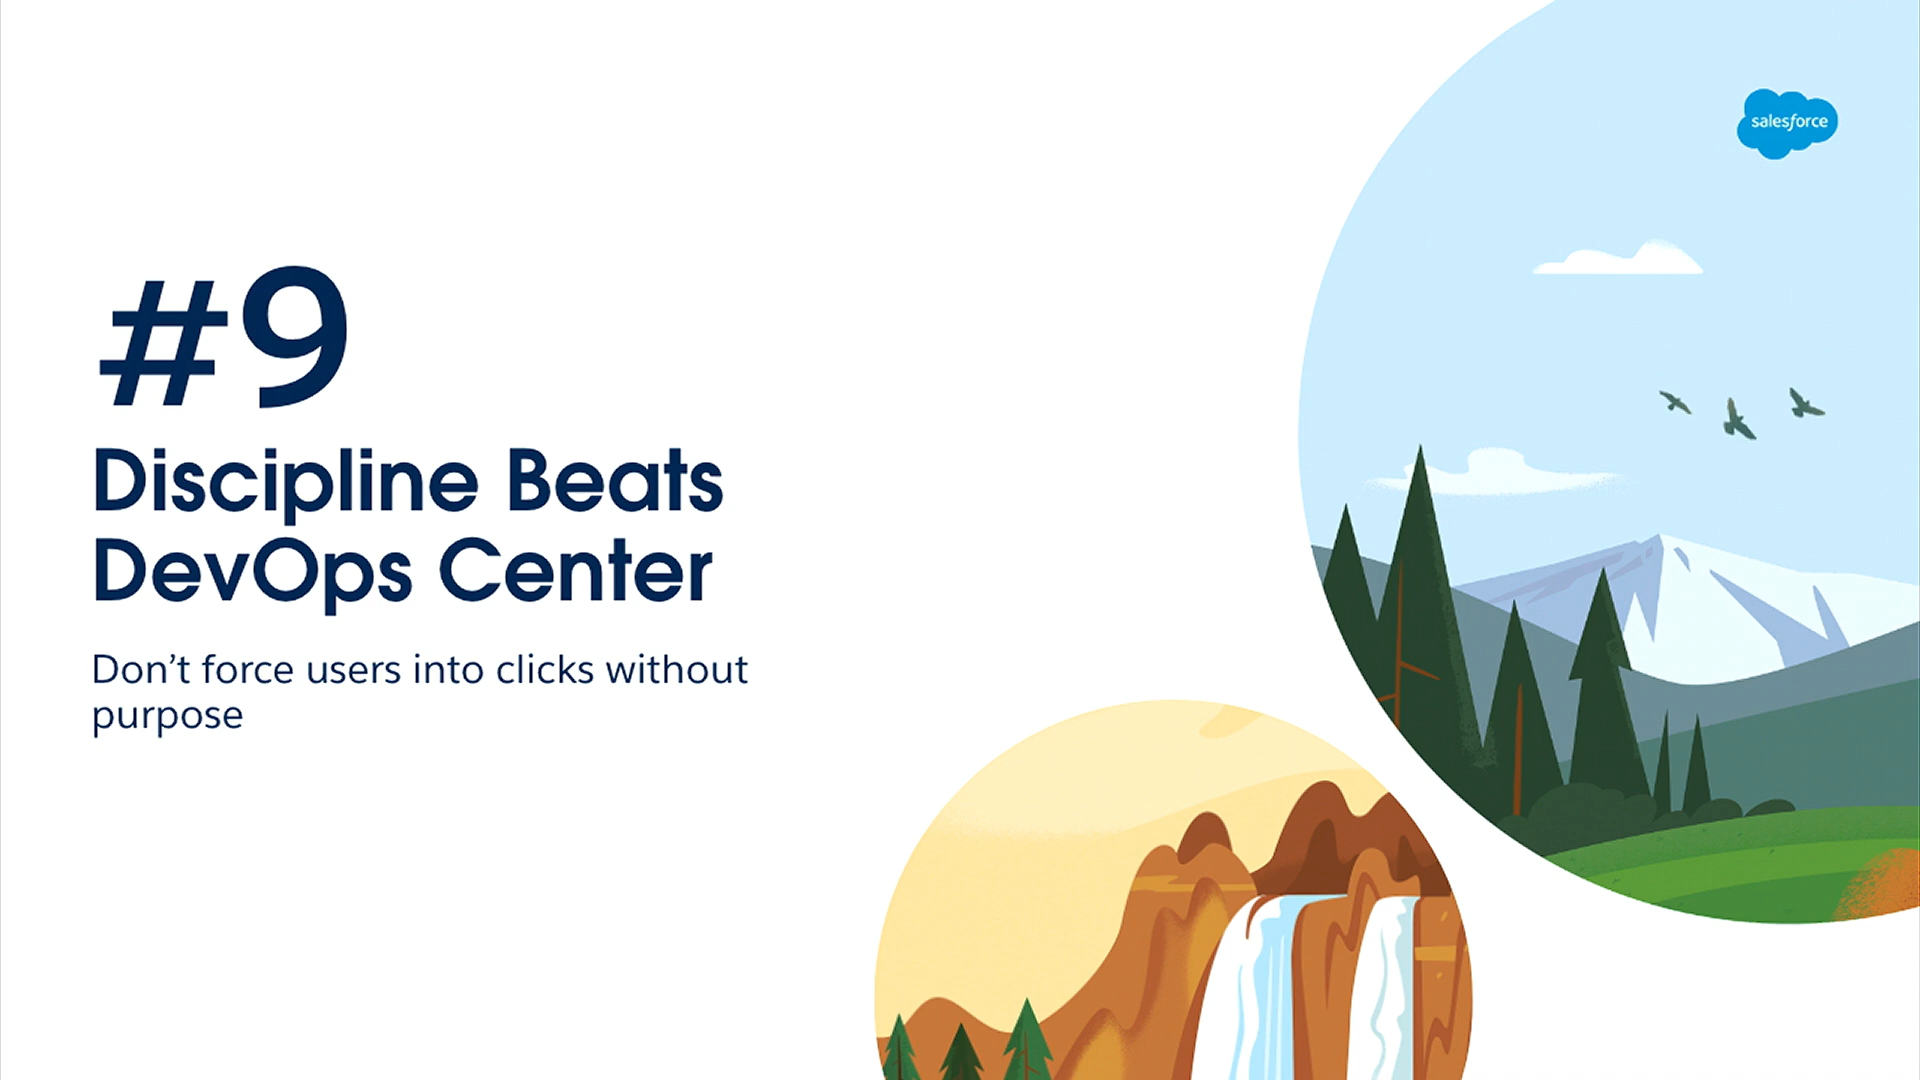 salesforce
#9
Discipline Beats
DevOps Center
Don’t force users into clicks without
purpose